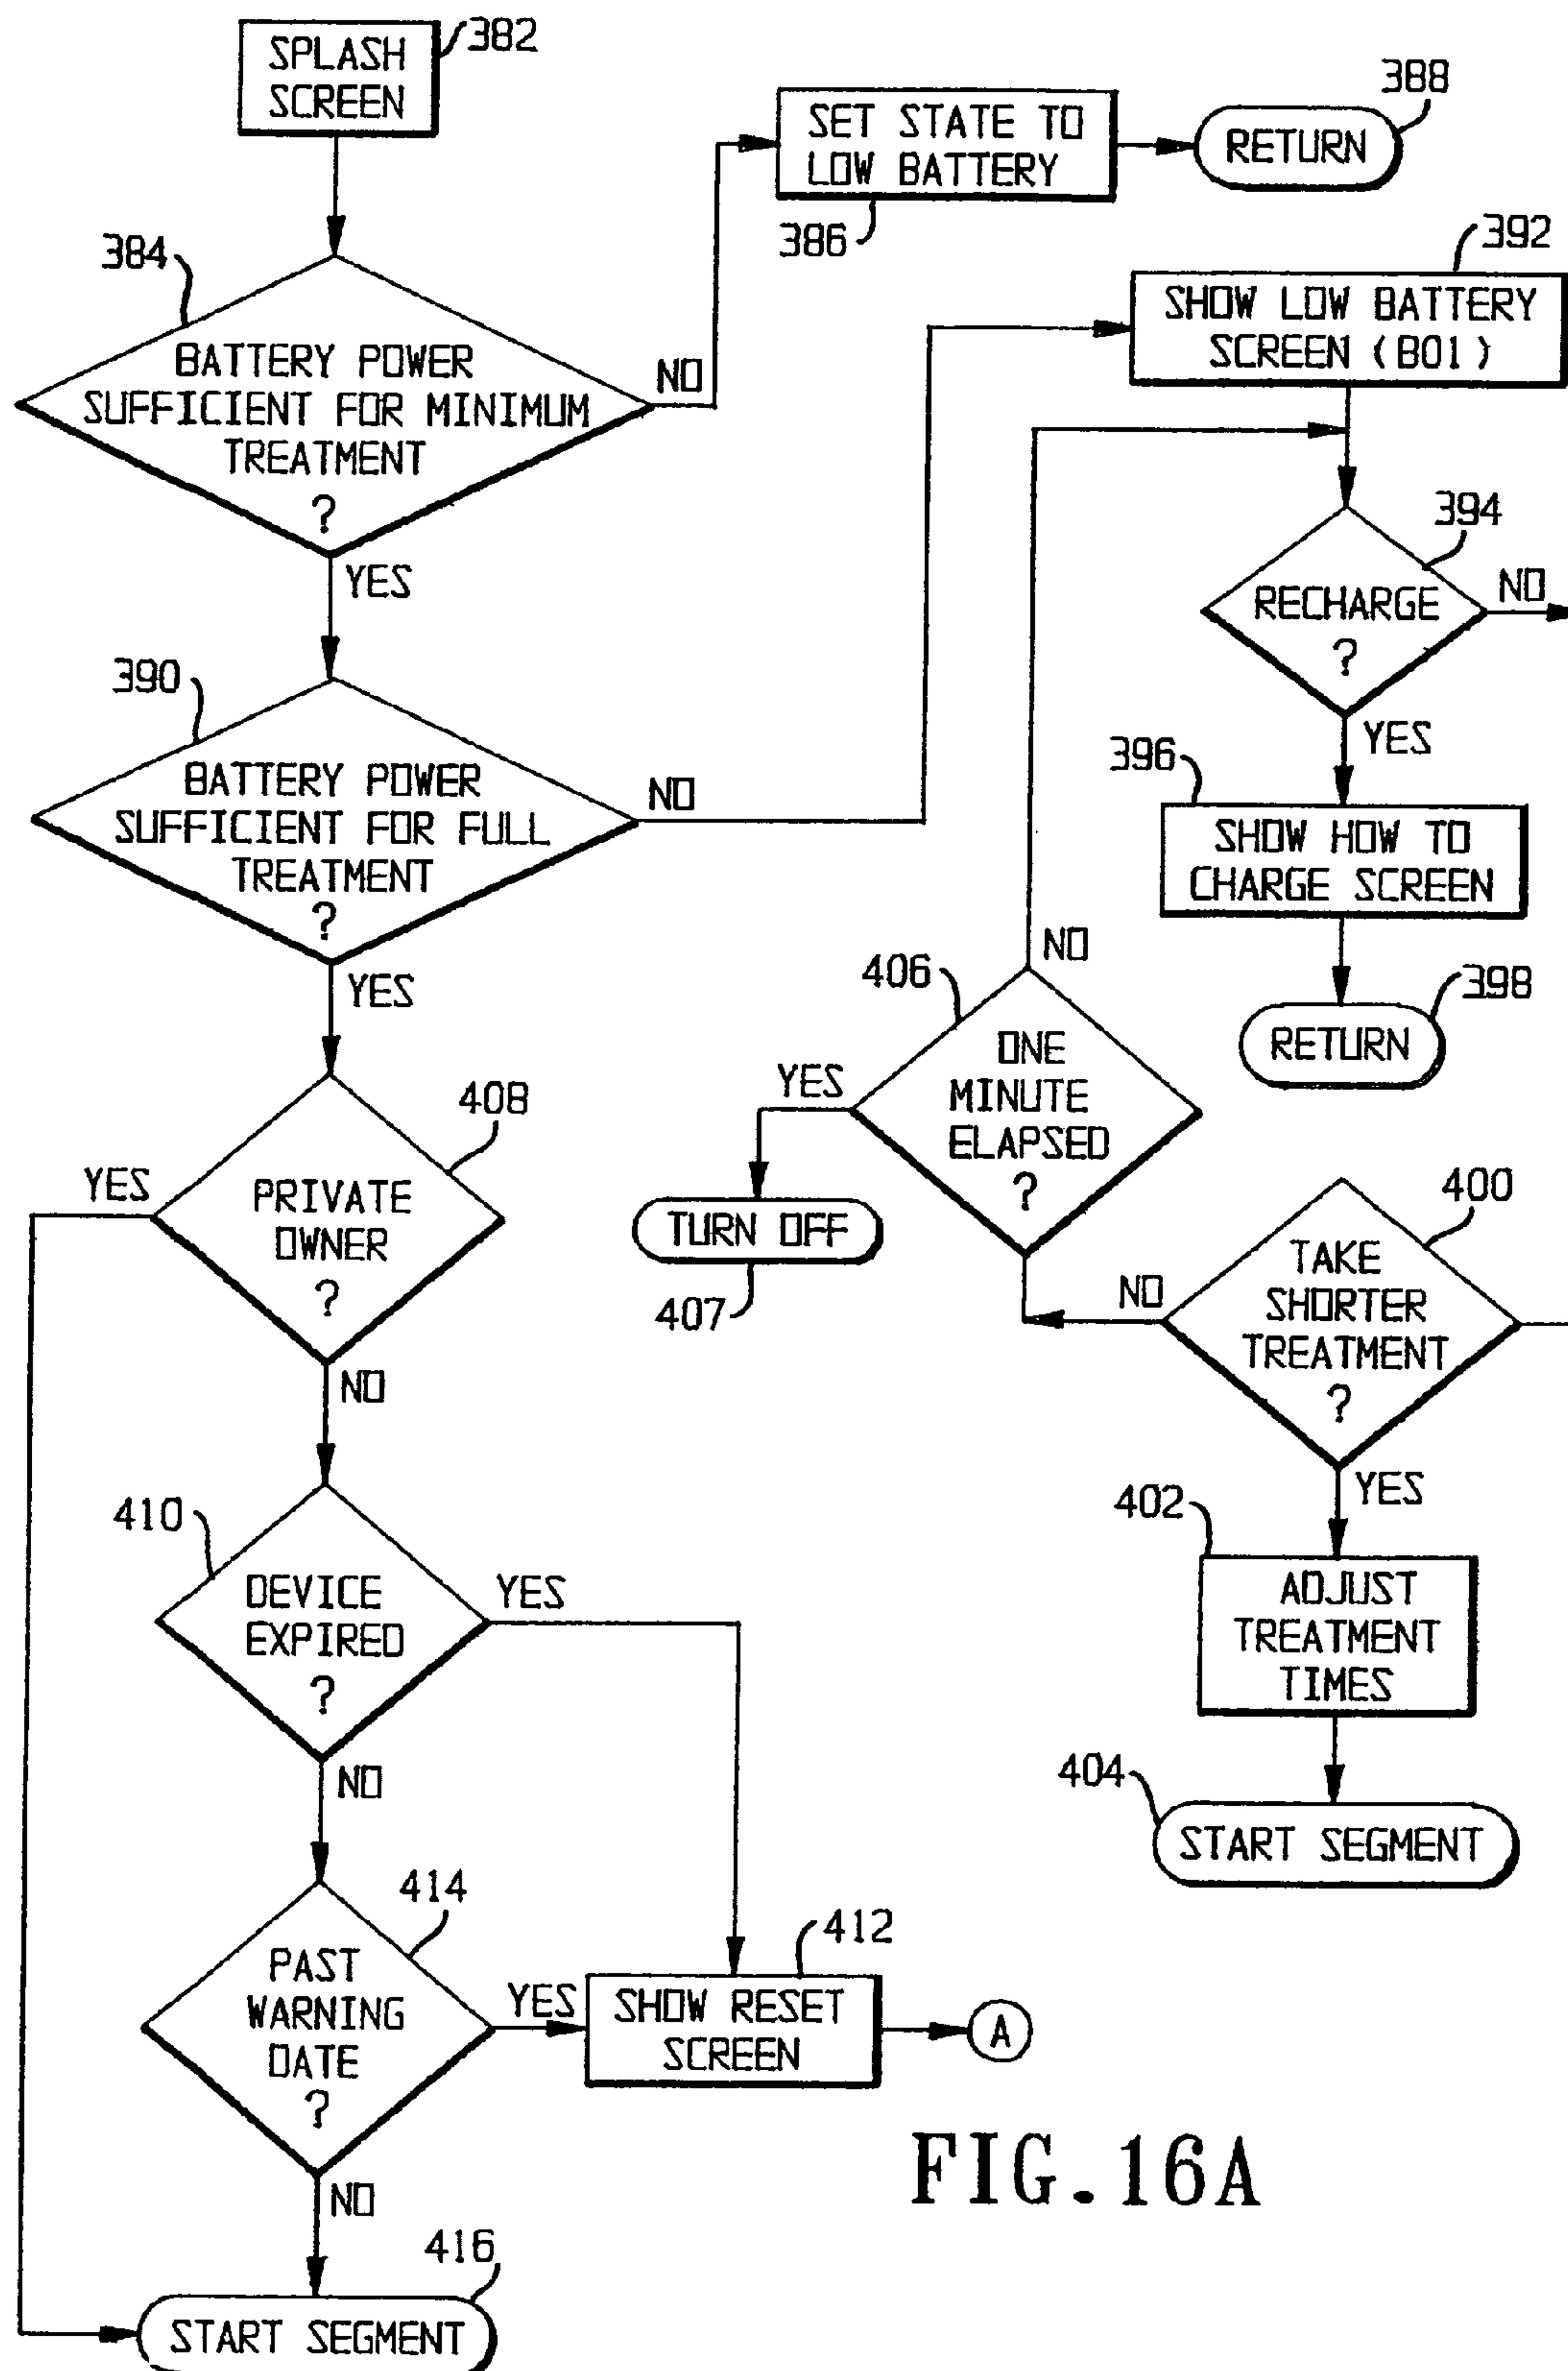 SPLASH
SCREEN
382
SET STATE TO
LOW BATTERY
386
RETURN
388
384
BATTERY POWER
SUFFICIENT FOR MINIMUM
TREATMENT
?
NO
YES
392
SHOW LOW BATTERY
SCREEN (B01)
394
RECHARGE
?
NO
YES
390
BATTERY POWER
SUFFICIENT FOR FULL
TREATMENT
?
NO
YES
396
SHOW HOW TO
CHARGE SCREEN
398
RETURN
406
NO
ONE
MINUTE
ELAPSED
?
YES
TURN OFF
407
408
YES
PRIVATE
OWNER
?
NO
400
TAKE
SHORTER
TREATMENT
?
NO
YES
402
ADJUST
TREATMENT
TIMES
404
START SEGMENT
410
DEVICE
EXPIRED
?
YES
NO
414
PAST
WARNING
DATE
?
YES
NO
412
SHOW RESET
SCREEN
A
416
START SEGMENT
FIG.16A